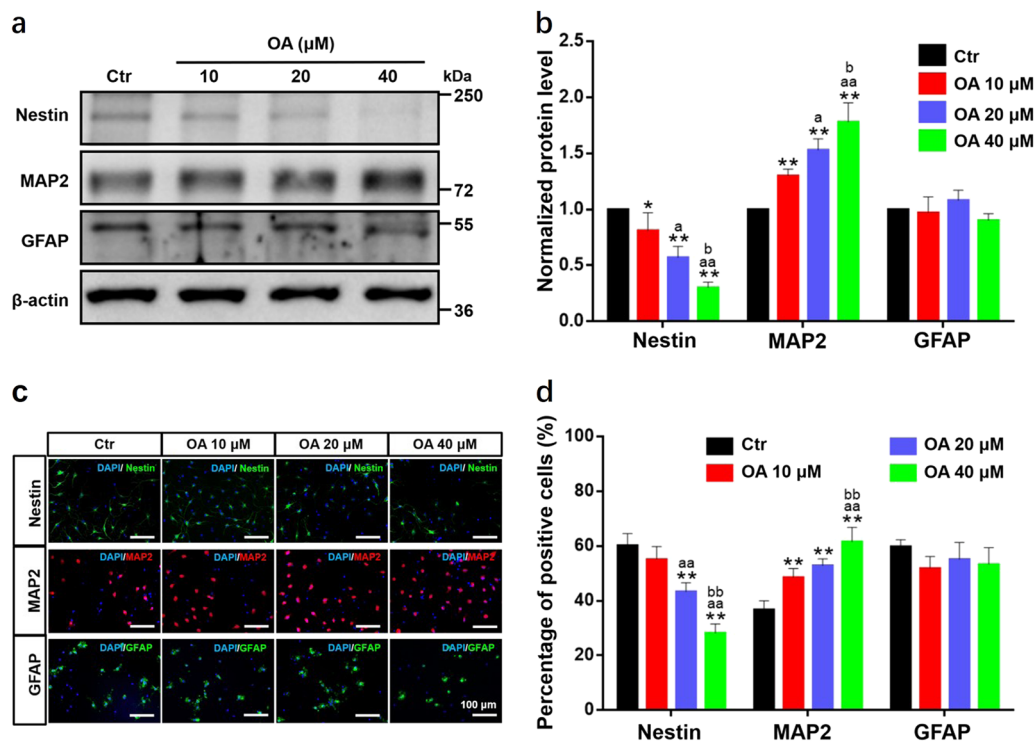 a
OA (µM)
Ctr 10 20 40 kDa
Nestin
250
MAP2
72
GFAP
55
β-actin
36
b
Normalized protein level
2.5
2.0
1.5
1.0
0.5
0.0
Ctr
OA 10 µM
OA 20 µM
OA 40 µM
*
a
**
b
aa
**
**
a
**
b
aa
**
Nestin MAP2 GFAP
c
Ctr OA 10 µM OA 20 µM OA 40 µM
Nestin
DAPI/ Nestin DAPI/ Nestin DAPI/ Nestin DAPI/ Nestin
MAP2
DAPI/MAP2 DAPI/MAP2 DAPI/MAP2 DAPI/MAP2
GFAP
DAPI/GFAP DAPI/GFAP DAPI/GFAP DAPI/GFAP
100 µm
d
Percentage of positive cells (%)
100
80
60
40
20
0
Ctr
OA 10 µM
OA 20 µM
OA 40 µM
aa
**
bb
aa
**
**
**
bb
aa
**
Nestin MAP2 GFAP